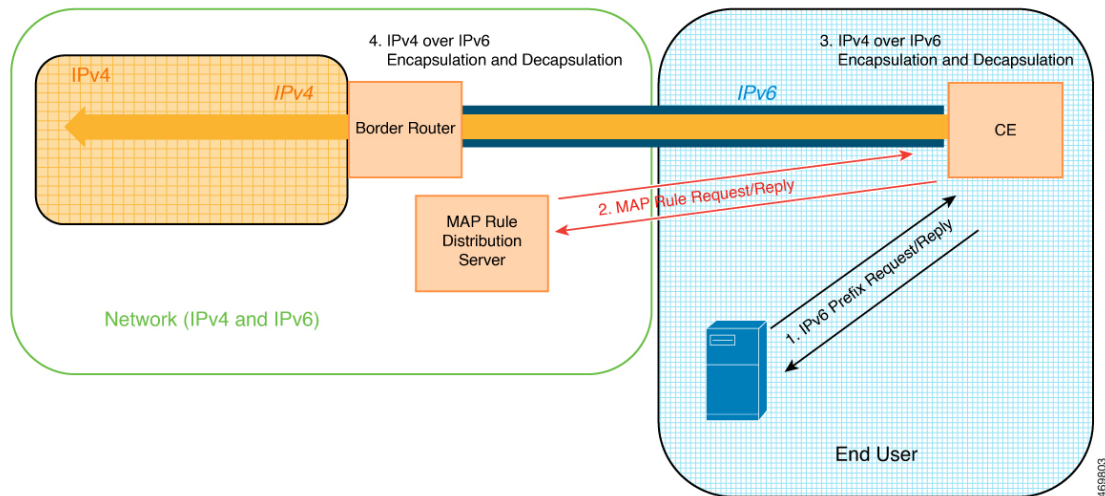 4. IPv4 over IPv6
Encapsulation and Decapsulation
3. IPv4 over IPv6
Encapsulation and Decapsulation
IPv4
IPv4
IPv6
Border Router
CE
2. MAP Rule Request/Reply
MAP Rule
Distribution
Server
1. IPv6 Prefix Request/Reply
Network (IPv4 and IPv6)
End User
469803